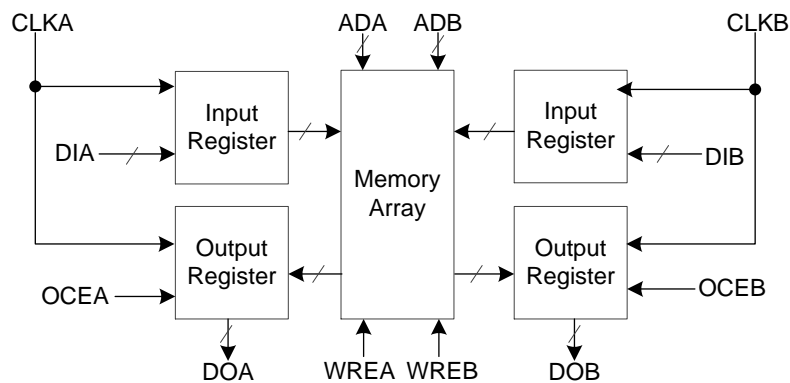 CLKA
ADA ADB
CLKB
Input
Register
Input
Register
DIA
DIB
Memory
Array
Output
Register
Output
Register
OCEA
OCEB
DOA
WREA WREB
DOB